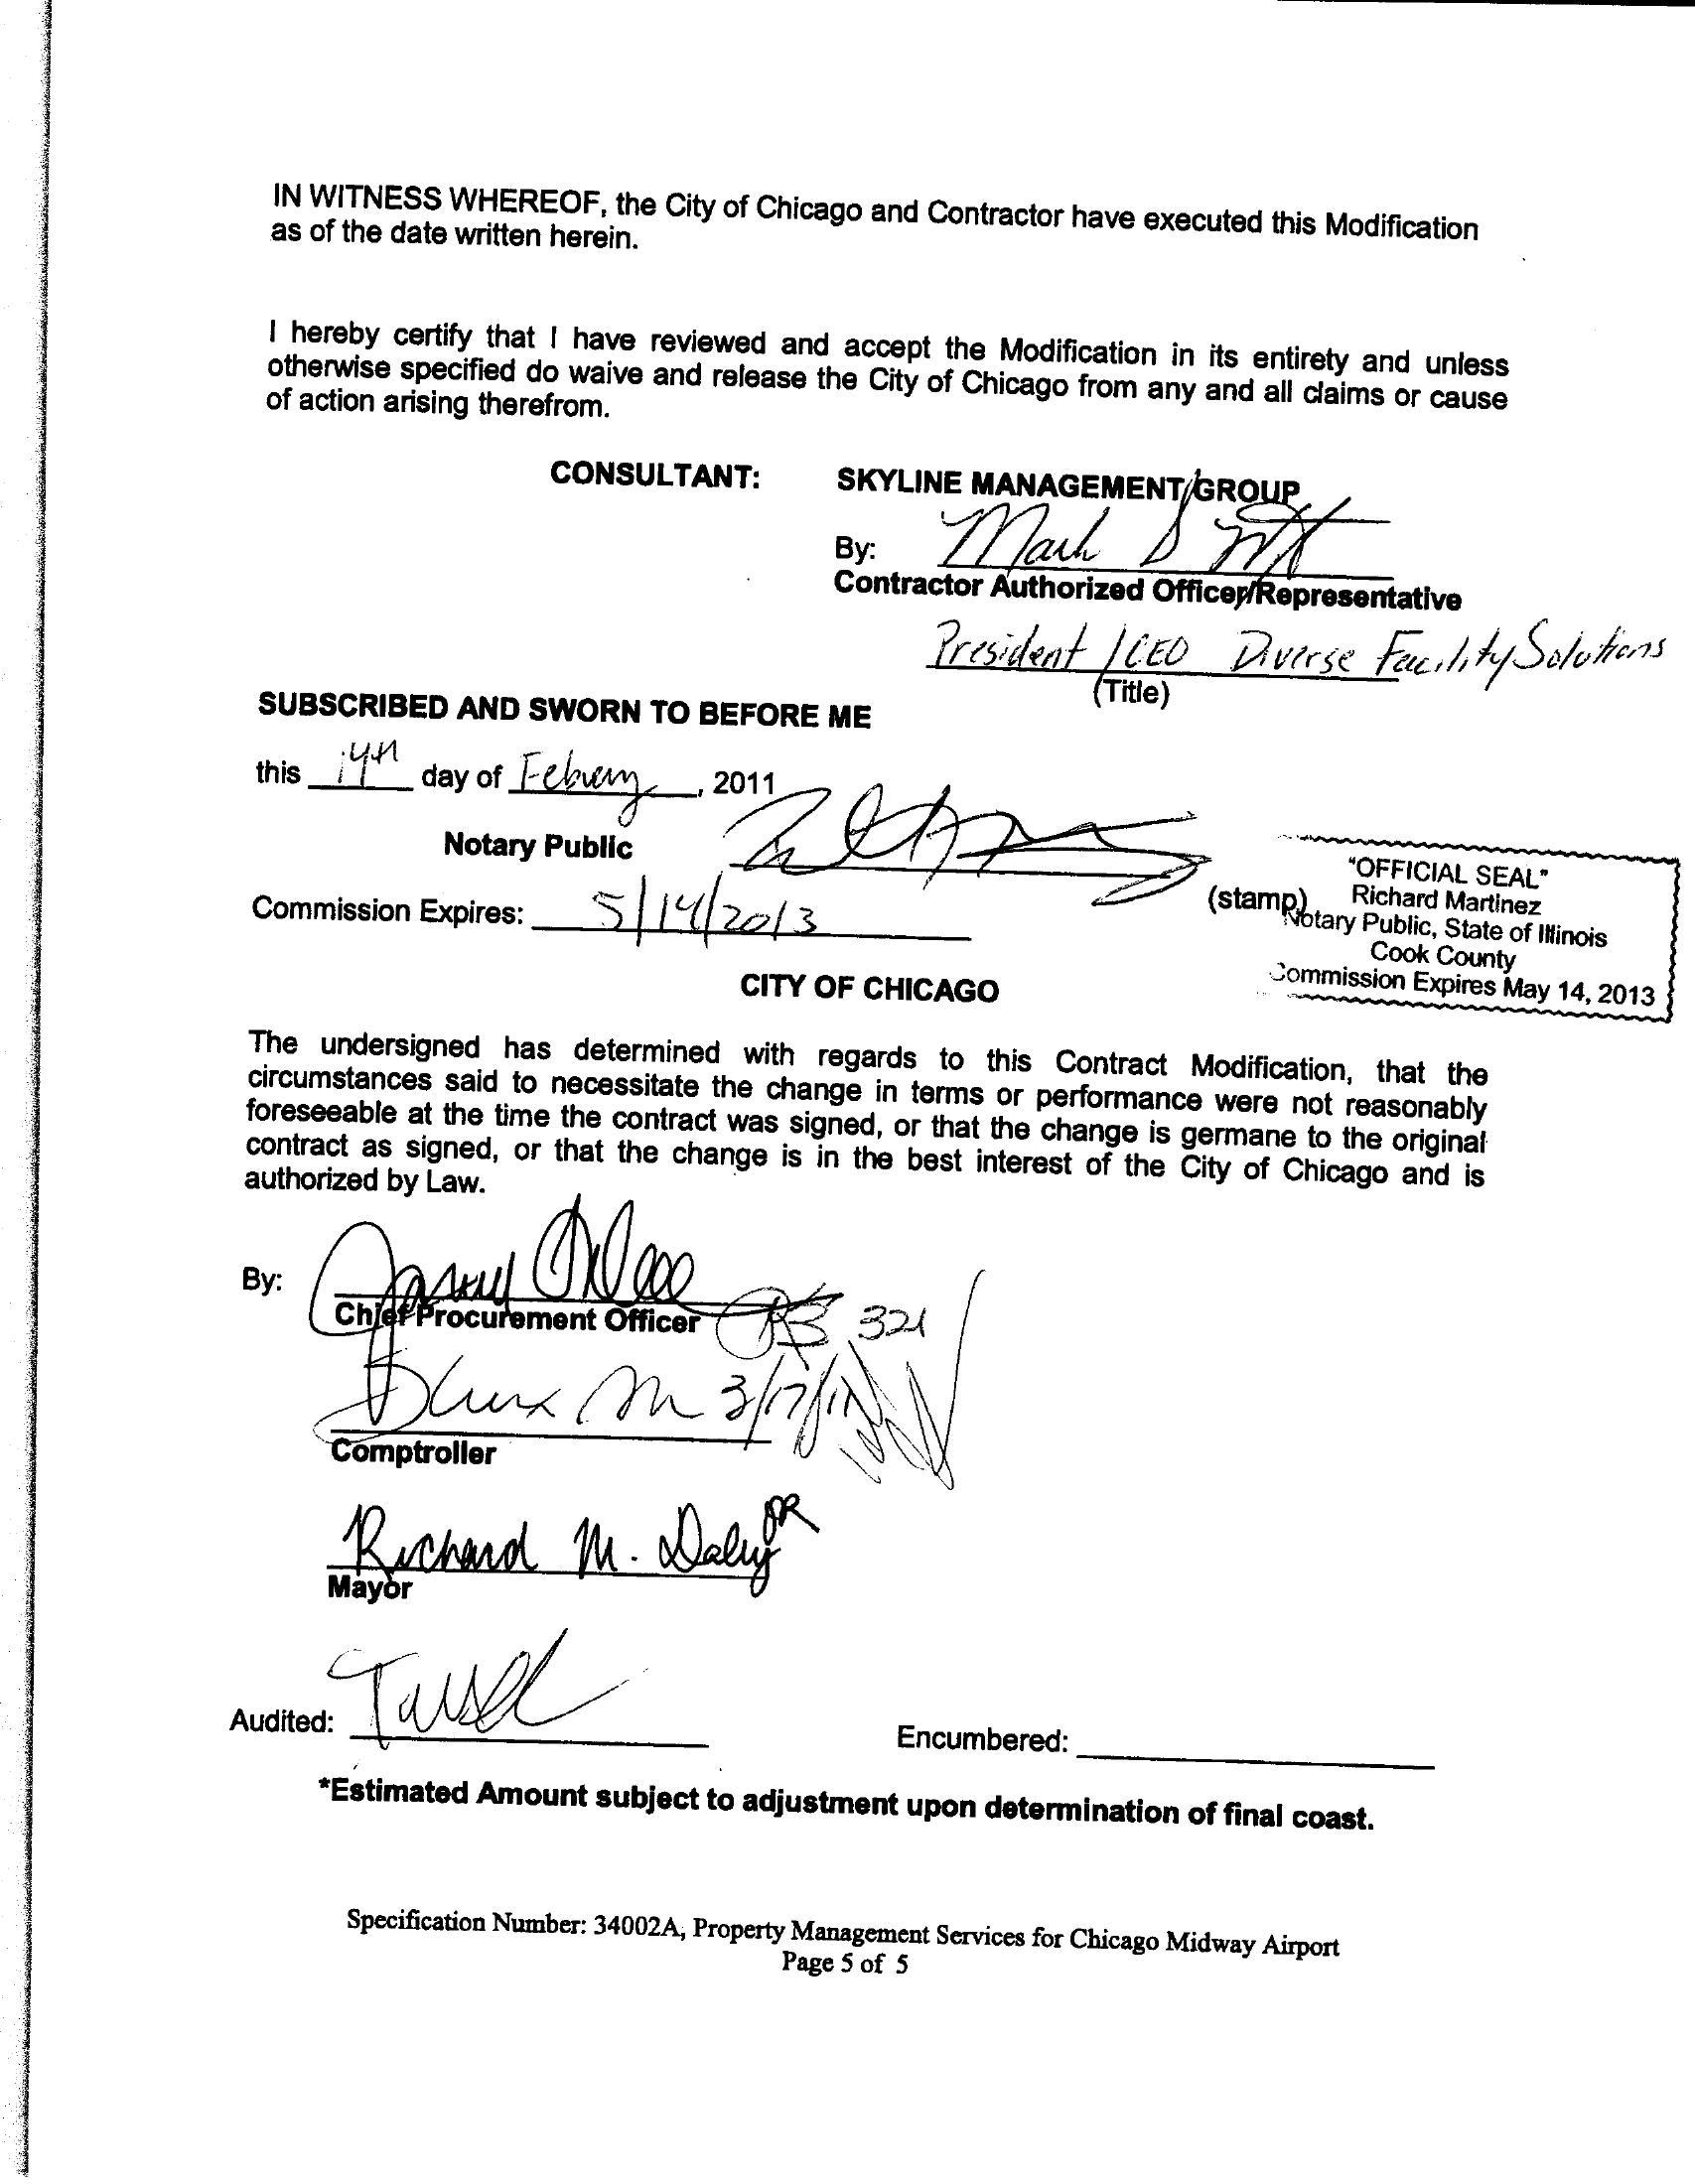 IN WITNESS WHEREOF, the City of Chicago and Contractor have executed this Modification
as of the date written herein.
I hereby certify that I have reviewed and accept the Modification in its entirety and unless
otherwise specified do waive and release the City of Chicago from any and all claims or cause
of action arising therefrom.
CONSULTANT: SKYLINE MANAGEMENT GROUP
By: Mark S
Contractor Authorized Officer/Representative
President / CEO Diverse Facility Solutions
(Title)
SUBSCRIBED AND SWORN TO BEFORE ME
this 14th day of , 2011
Notary Public
"OFFICIAL SEAL"
Richard Martinez
Notary Public, State of Illinois
Cook County
Commission Expires May 14, 2013
(stamp)
Commission Expires: 5/14/2013
CITY OF CHICAGO
The undersigned has determined with regards to this Contract Modification, that the
circumstances said to necessitate the change in terms or performance were not reasonably
foreseeable at the time the contract was signed, or that the change is germane to the original
contract as signed, or that the change is in the best interest of the City of Chicago and is
authorized by Law.
By:
Chief Procurement Officer
321
3/17/11
Comptroller
Richard M. Daley
Mayor
Audited:
Encumbered:
*Estimated Amount subject to adjustment upon determination of final coast.
Specification Number: 34002A, Property Management Services for Chicago Midway Airport
Page 5 of 5